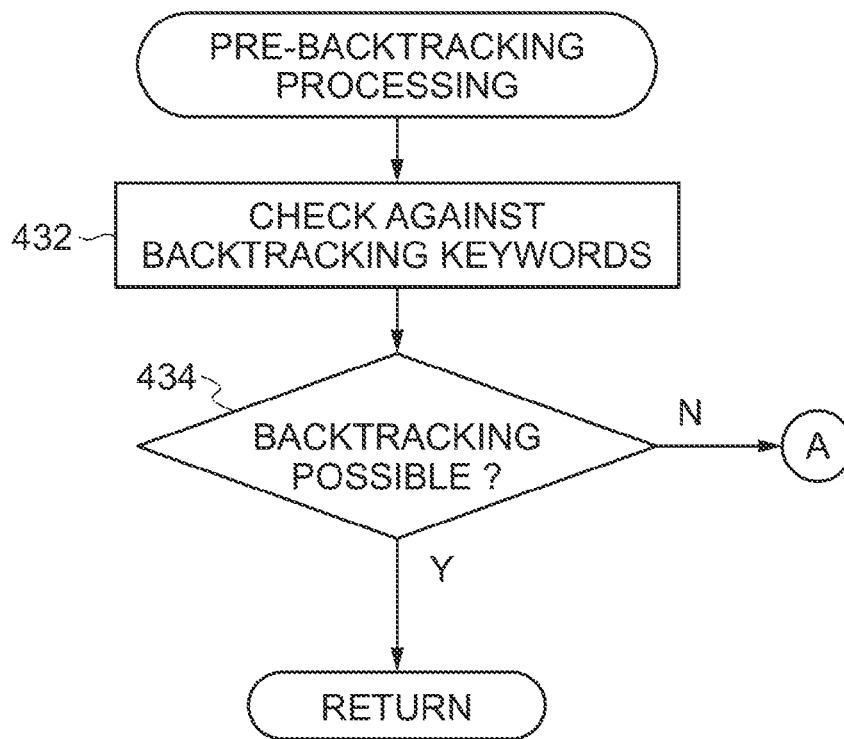 PRE-BACKTRACKING
PROCESSING
432
CHECK AGAINST
BACKTRACKING KEYWORDS
434
BACKTRACKING
POSSIBLE ?
N
A
Y
RETURN